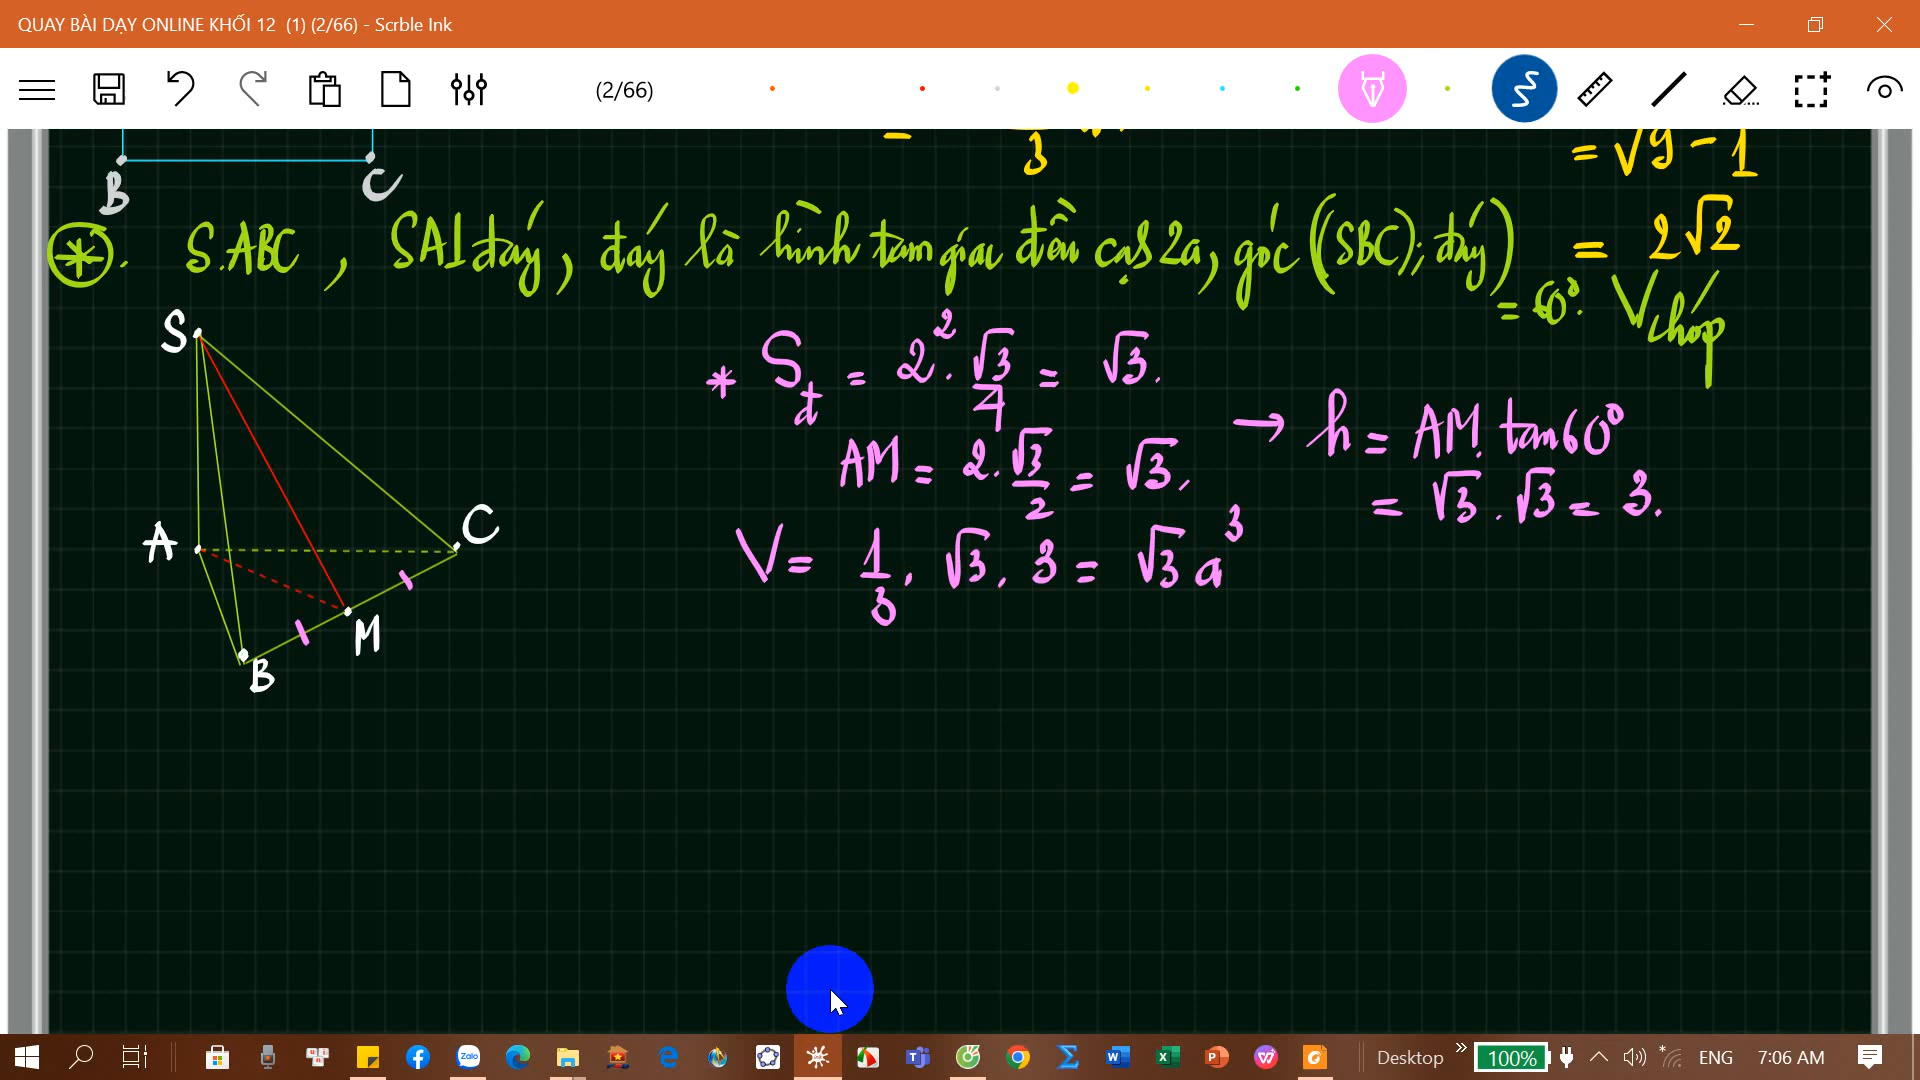 QUAY BÀI DẠY ONLINE KHỐI 12 (1) (2/66) - Scrble Ink
(2/66)
B C
= 3
= √9 - 1
= 2√2
*. S.ABC, SA⊥đáy, đáy là hình tam giác đều cạnh 2a, góc ((SBC); đáy) = 60°. V chóp
S
A
C
M
B
* S_đ = 2². √3/4 = √3.
AM = 2. √3/2 = √3,
→ h = AM. tan60°
= √3 . √3 = 3.
V = 1/3 . √3 . 3 = √3 a³
Desktop » 100% ENG 7:06 AM